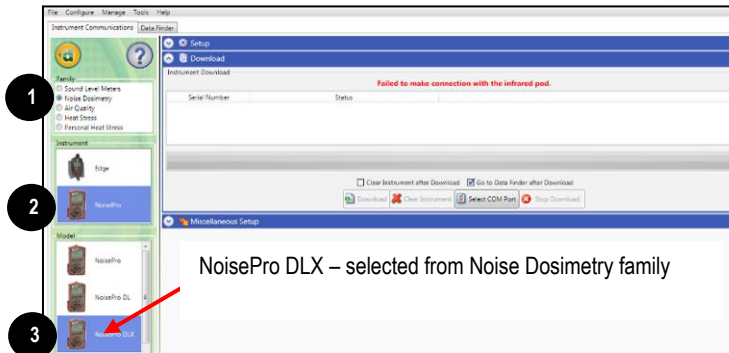 File Configure Manage Tools Help
Instrument Communications Data Finder
Setup
Download
Instrument Download
Failed to make connection with the infrared pod.
Serial Number Status
Family
Sound Level Meters
Noise Dosimetry
Air Quality
Heat Stress
Personal Heat Stress
1
Instrument
Edge
NoisePro
2
Clear Instrument after Download Go to Data Finder after Download
Download Clear Instrument Select COM Port Stop Download
Miscellaneous Setup
Model
NoisePro
NoisePro DL
NoisePro DLX
3
NoisePro DLX – selected from Noise Dosimetry family